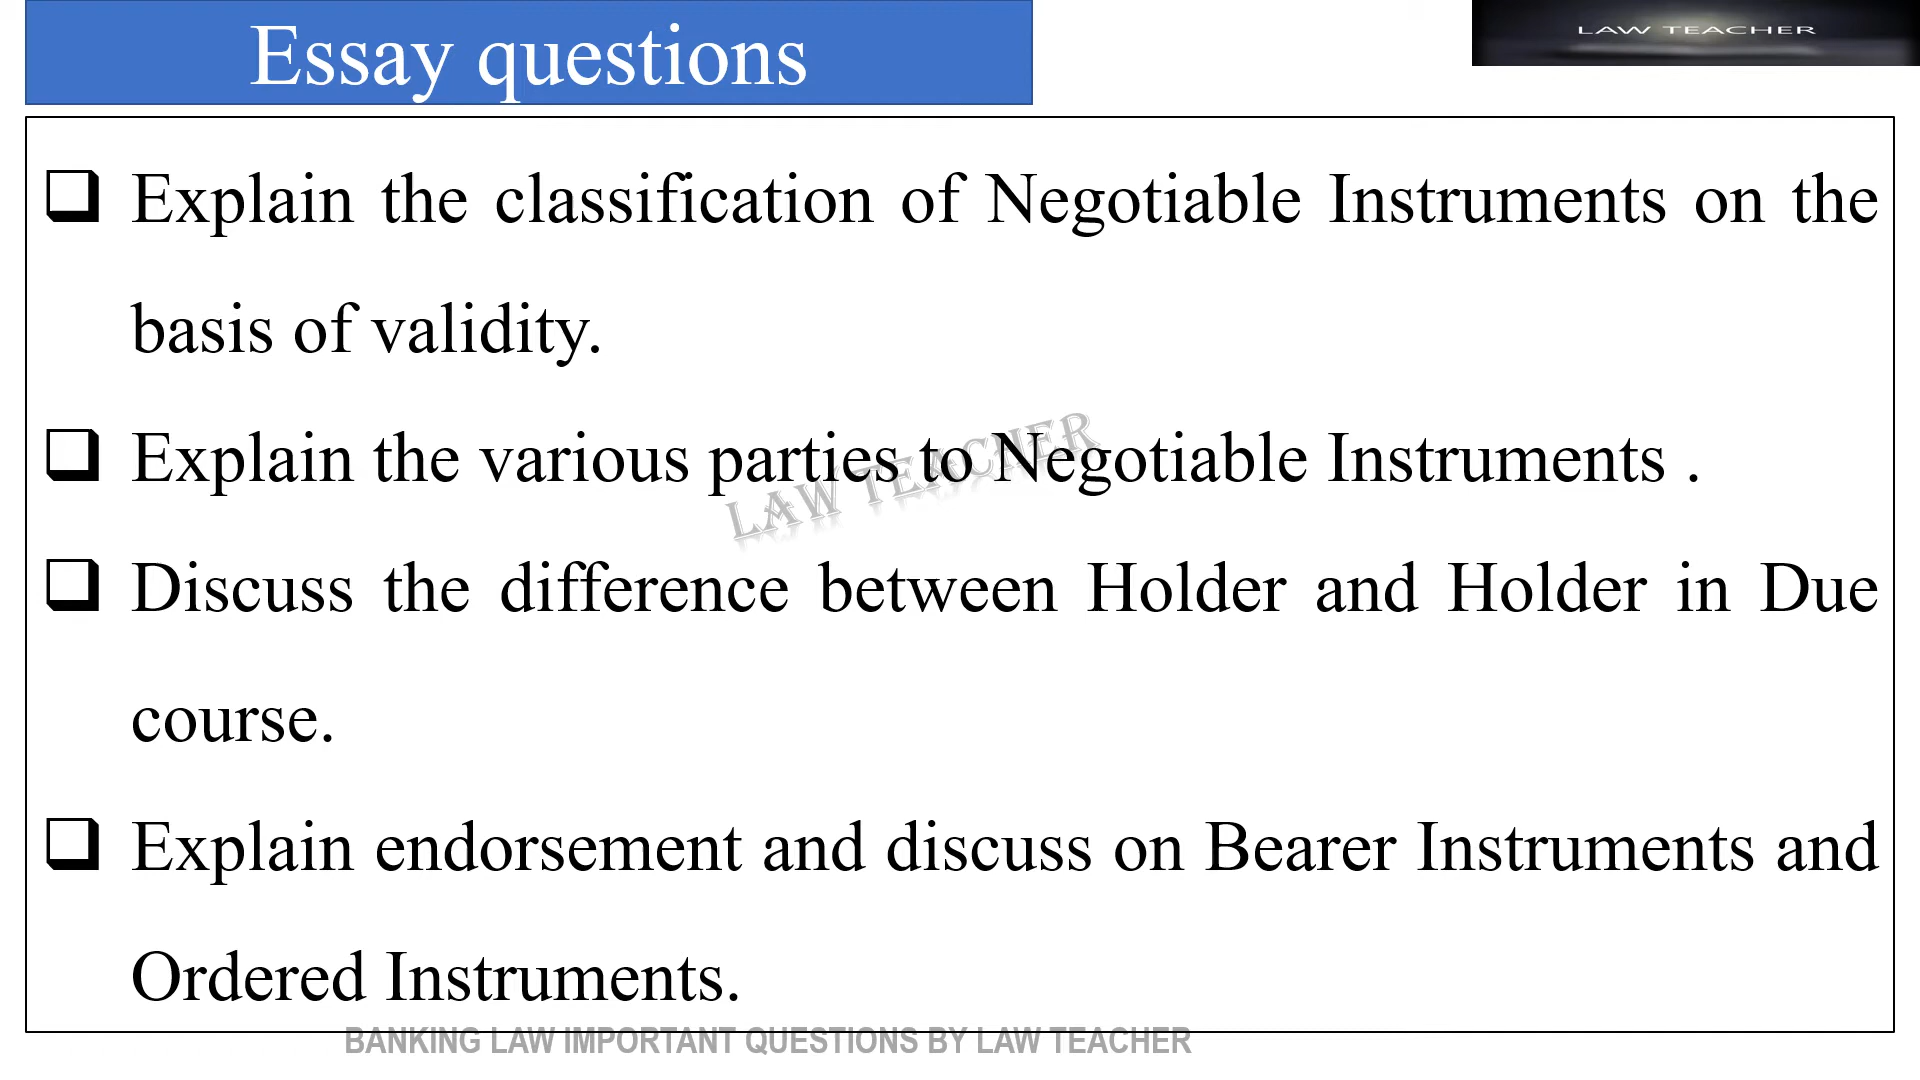 Essay questions
LAW TEACHER
Explain the classification of Negotiable Instruments on the
basis of validity.
Explain the various parties to Negotiable Instruments .
LAW TEACHER
Discuss the difference between Holder and Holder in Due
course.
Explain endorsement and discuss on Bearer Instruments and
Ordered Instruments.
BANKING LAW IMPORTANT QUESTIONS BY LAW TEACHER